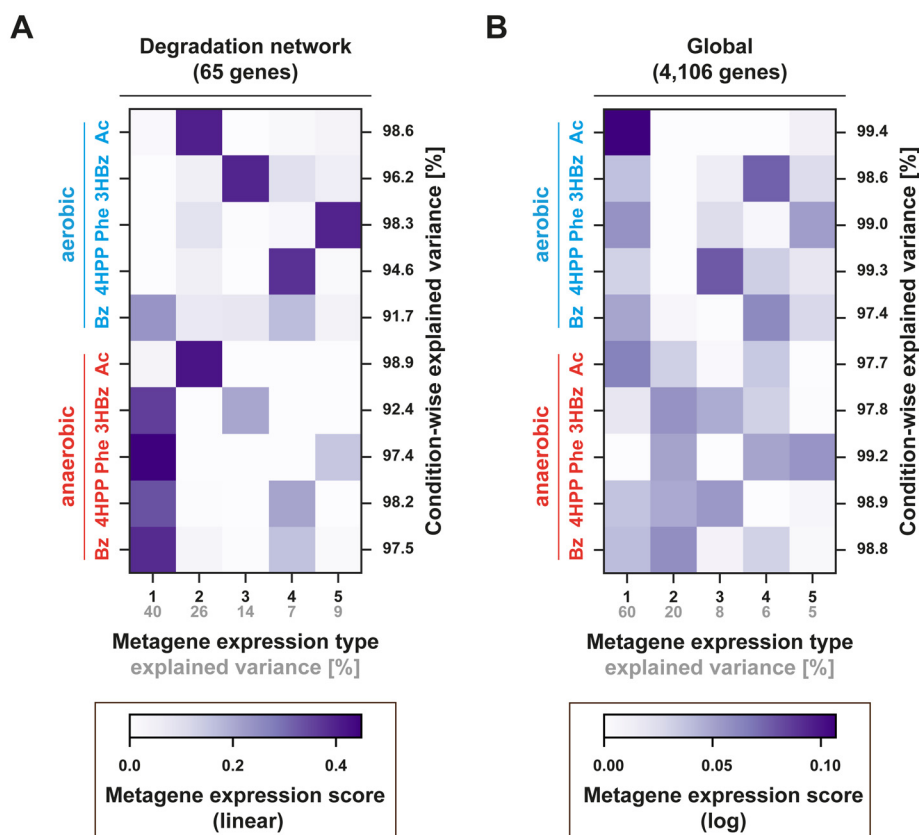 A
Degradation network
(65 genes)
aerobic
anaerobic
Ac
3HBz
Phe
4HPP
Bz
Ac
3HBz
Phe
4HPP
Bz
98.6
96.2
98.3
94.6
91.7
98.9
92.4
97.4
98.2
97.5
Condition-wise explained variance [%]
1 2 3 4 5
40 26 14 7 9
Metagene expression type
explained variance [%]
0.0 0.2 0.4
Metagene expression score
(linear)
B
Global
(4,106 genes)
aerobic
anaerobic
Ac
3HBz
Phe
4HPP
Bz
Ac
3HBz
Phe
4HPP
Bz
99.4
98.6
99.0
99.3
97.4
97.7
97.8
99.2
98.9
98.8
Condition-wise explained variance [%]
1 2 3 4 5
60 20 8 6 5
Metagene expression type
explained variance [%]
0.00 0.05 0.10
Metagene expression score
(log)